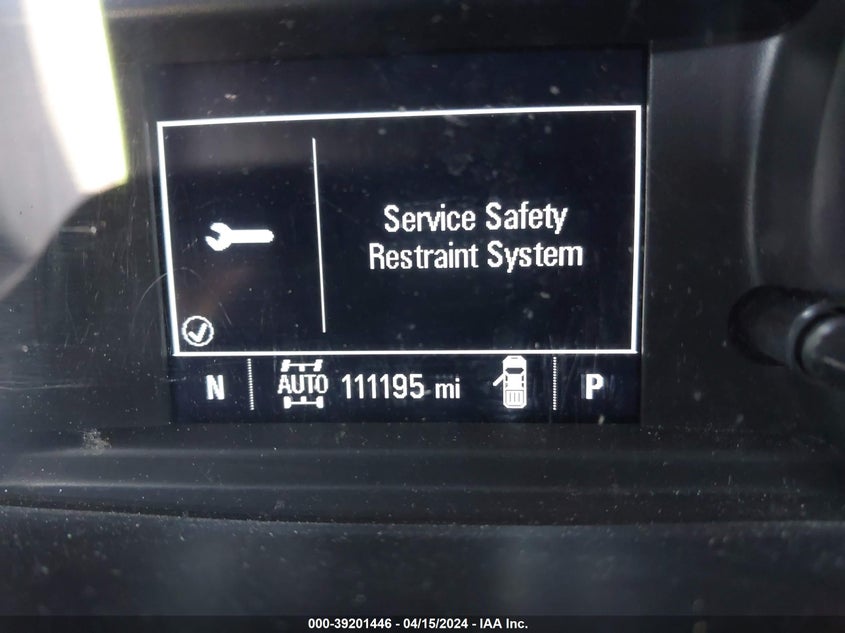 Service Safety
Restraint System
N AUTO 111195 mi P
000-39201446 - 04/15/2024 - IAA Inc.